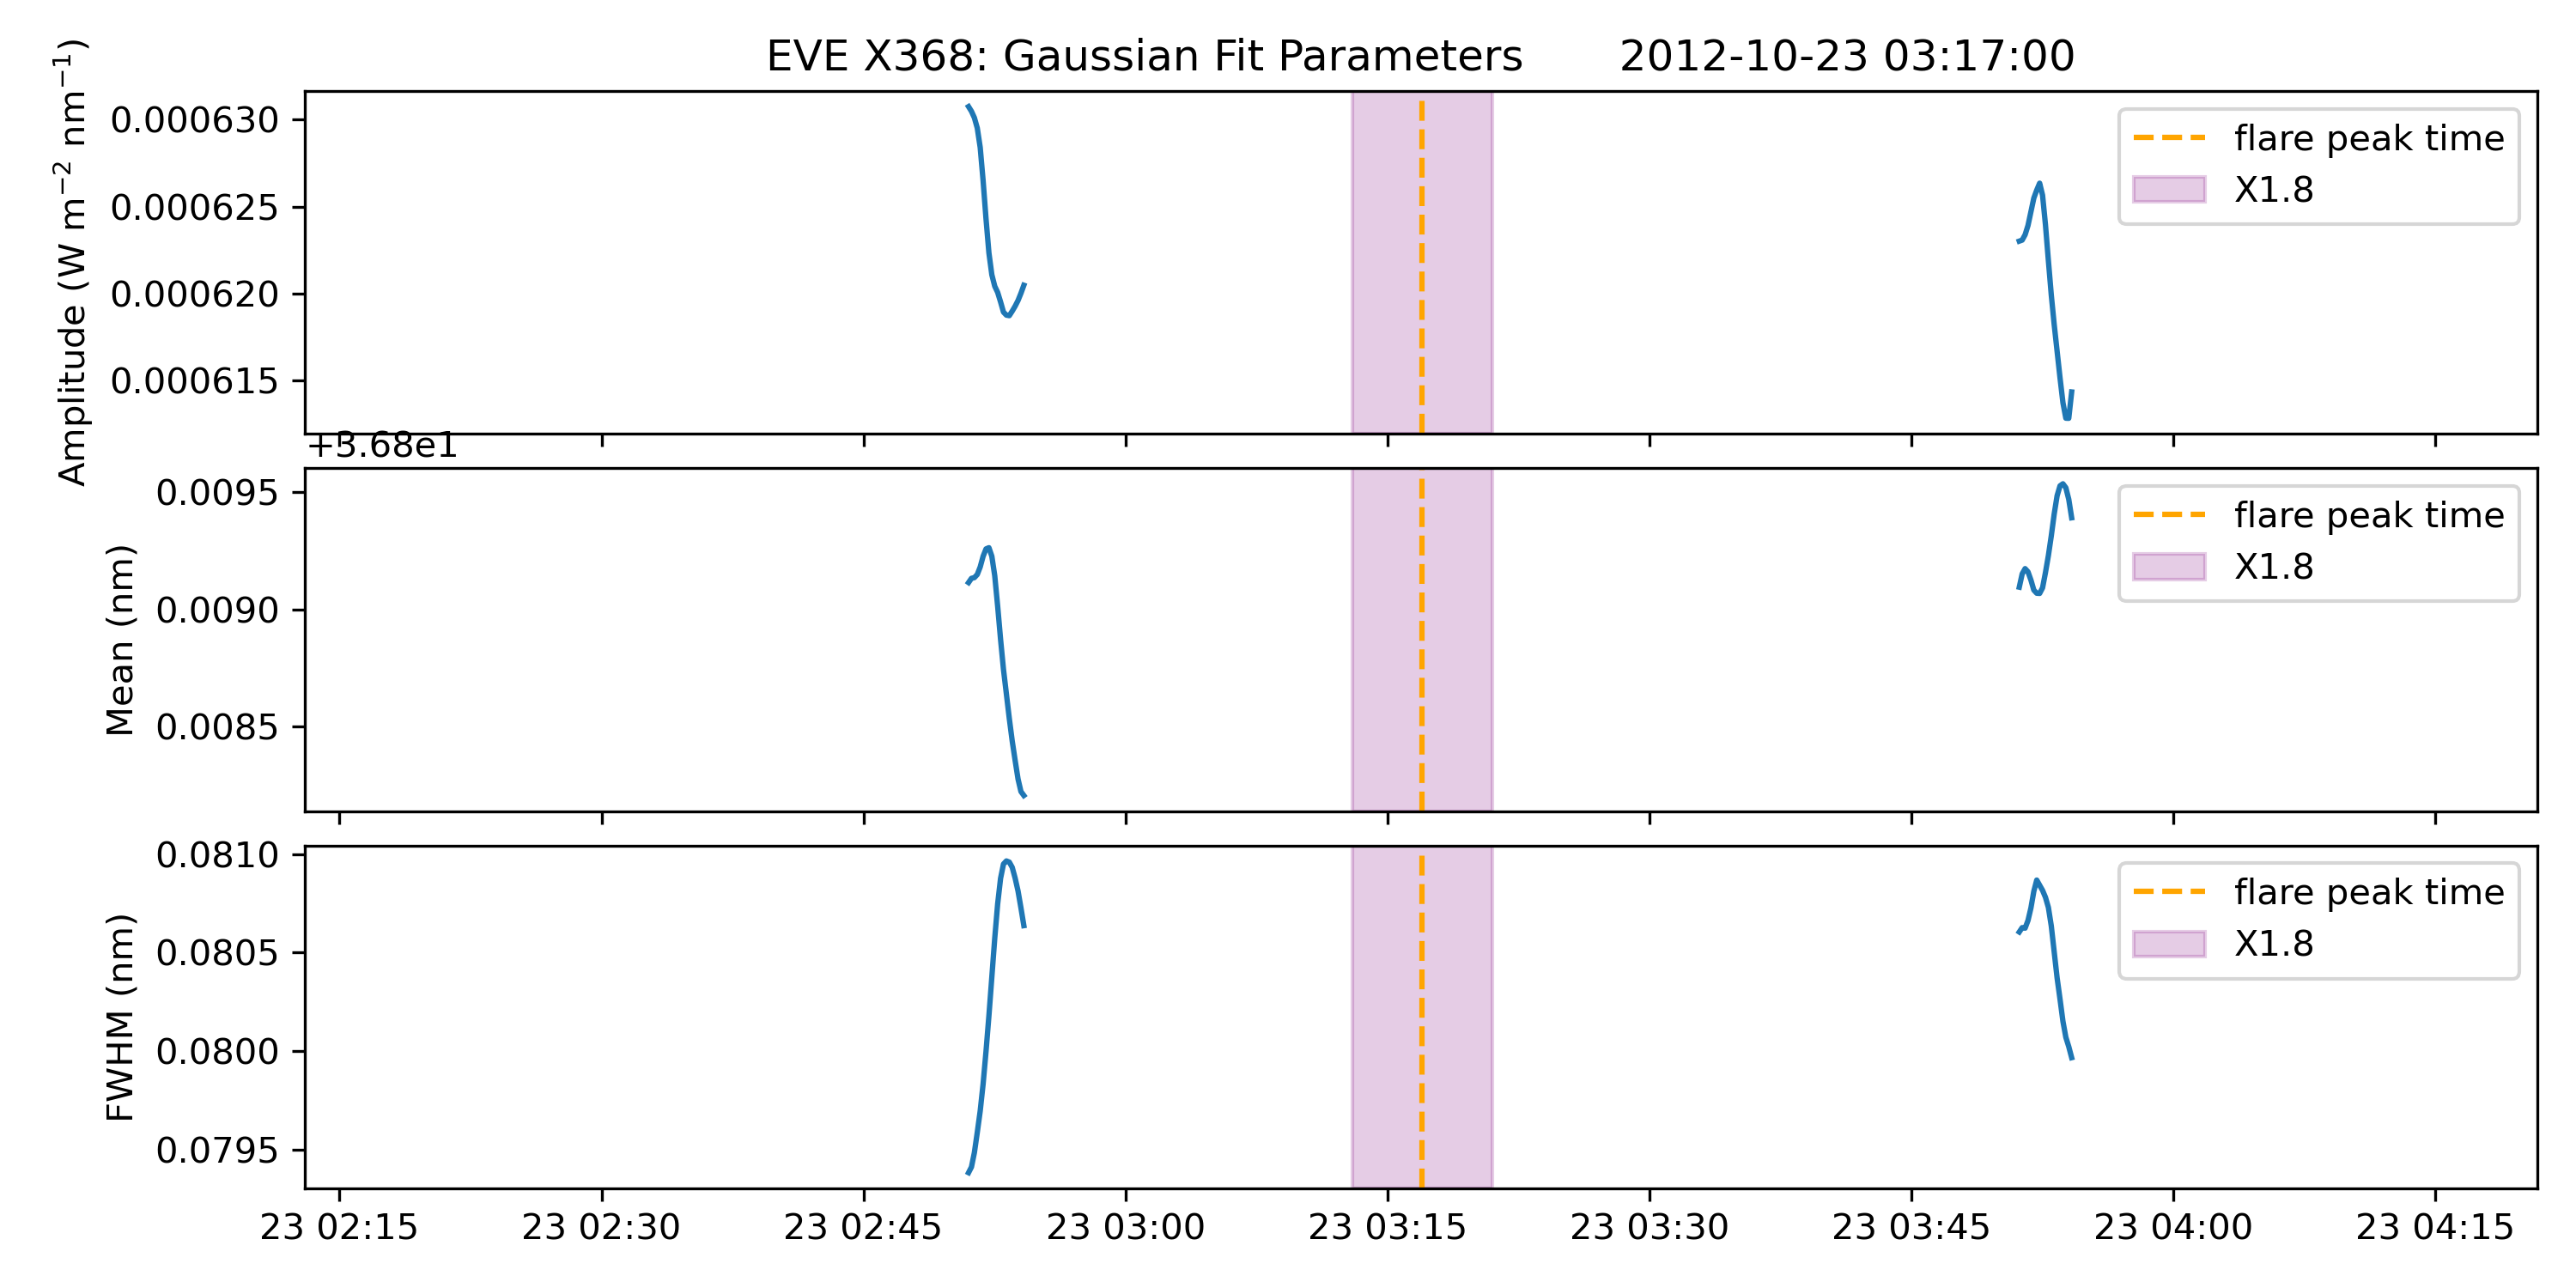 EVE X368: Gaussian Fit Parameters 2012-10-23 03:17:00
Amplitude (W m⁻² nm⁻¹)
0.000630
0.000625
0.000620
0.000615
flare peak time
X1.8
+3.68e1
Mean (nm)
0.0095
0.0090
0.0085
flare peak time
X1.8
FWHM (nm)
0.0810
0.0805
0.0800
0.0795
flare peak time
X1.8
23 02:15 23 02:30 23 02:45 23 03:00 23 03:15 23 03:30 23 03:45 23 04:00 23 04:15